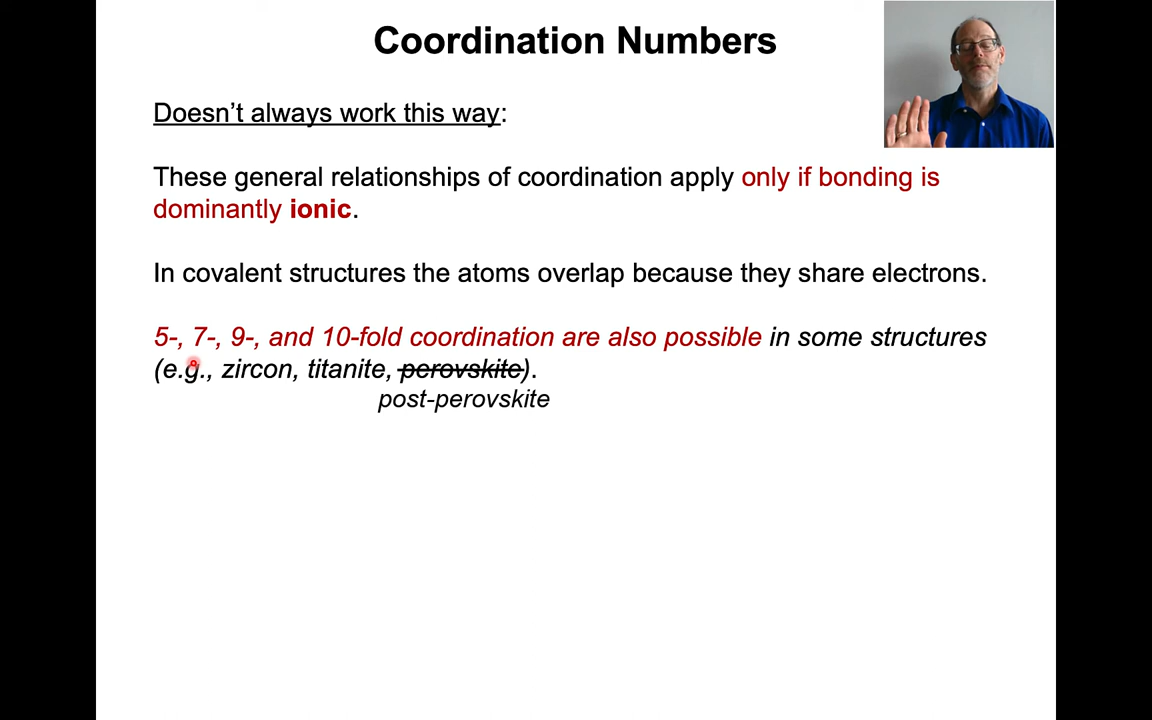 Coordination Numbers
Doesn't always work this way:
These general relationships of coordination apply only if bonding is
dominantly ionic.
In covalent structures the atoms overlap because they share electrons.
5-, 7-, 9-, and 10-fold coordination are also possible in some structures
(e.g., zircon, titanite, perovskite).
post-perovskite